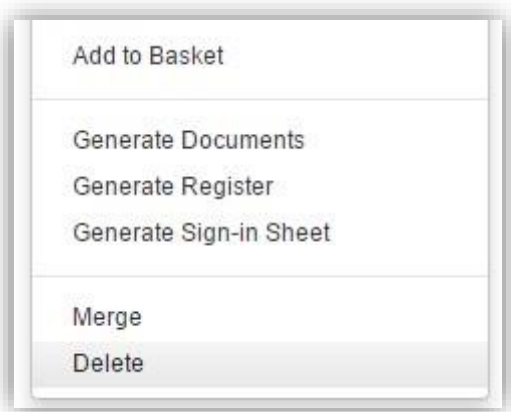 Add to Basket
Generate Documents
Generate Register
Generate Sign-in Sheet
Merge
Delete